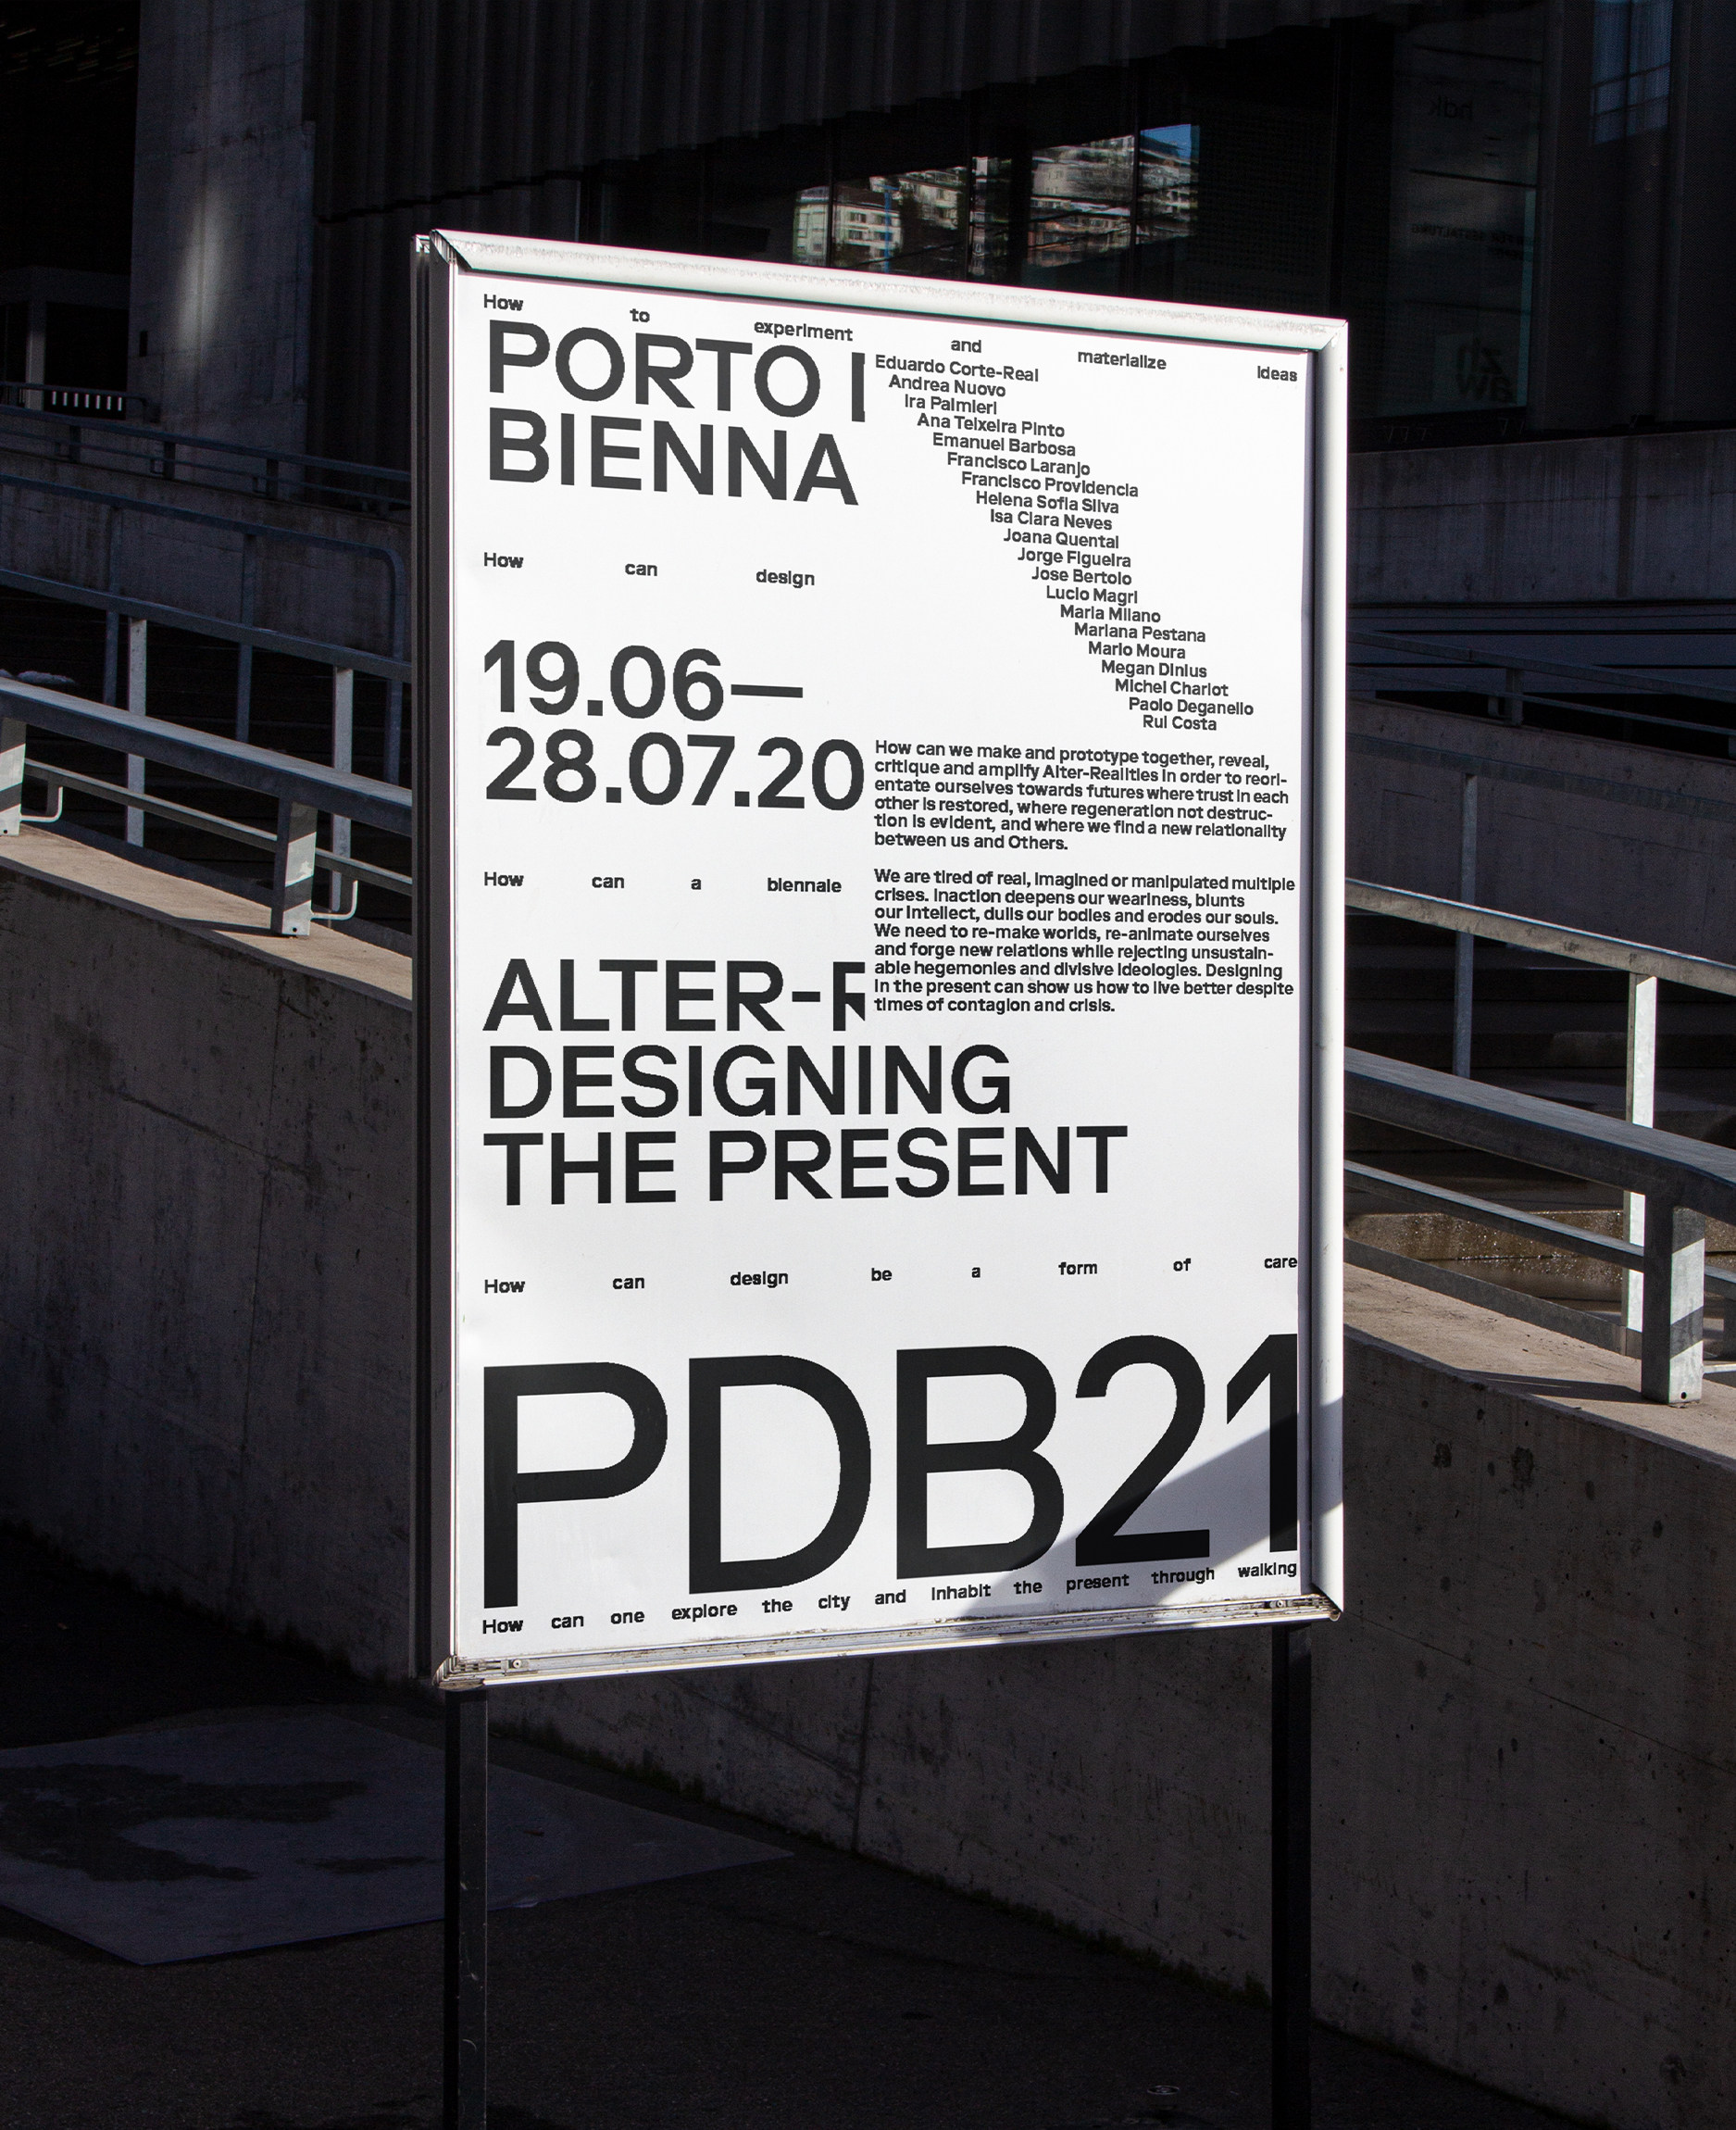 How to experiment and materialize ideas
PORTO
BIENNA
Eduardo Corte-Real
Andrea Nuovo
Ira Palmieri
Ana Teixeira Pinto
Emanuel Barbosa
Francisco Laranjo
Francisco Providencia
Helena Sofia Silva
Isa Clara Neves
Joana Quental
Jorge Figueira
Jose Bertolo
Lucio Magri
Maria Milano
Mariana Pestana
Mario Moura
Megan Dinius
Michel Charlot
Paolo Deganello
Rui Costa
How can design
19.06—
28.07.20
How can we make and prototype together, reveal,
critique and amplify Alter-Realities in order to reori-
entate ourselves towards futures where trust in each
other is restored, where regeneration not destruc-
tion is evident, and where we find a new relationality
between us and Others.
How can a biennale
We are tired of real, imagined or manipulated multiple
crises. Inaction deepens our weariness, blunts
our intellect, dulls our bodies and erodes our souls.
We need to re-make worlds, re-animate ourselves
and forge new relations while rejecting unsustain-
able hegemonies and divisive ideologies. Designing
in the present can show us how to live better despite
times of contagion and crisis.
ALTER-R
DESIGNING
THE PRESENT
How can design be a form of care
PDB21
How can one explore the city and inhabit the present through walking